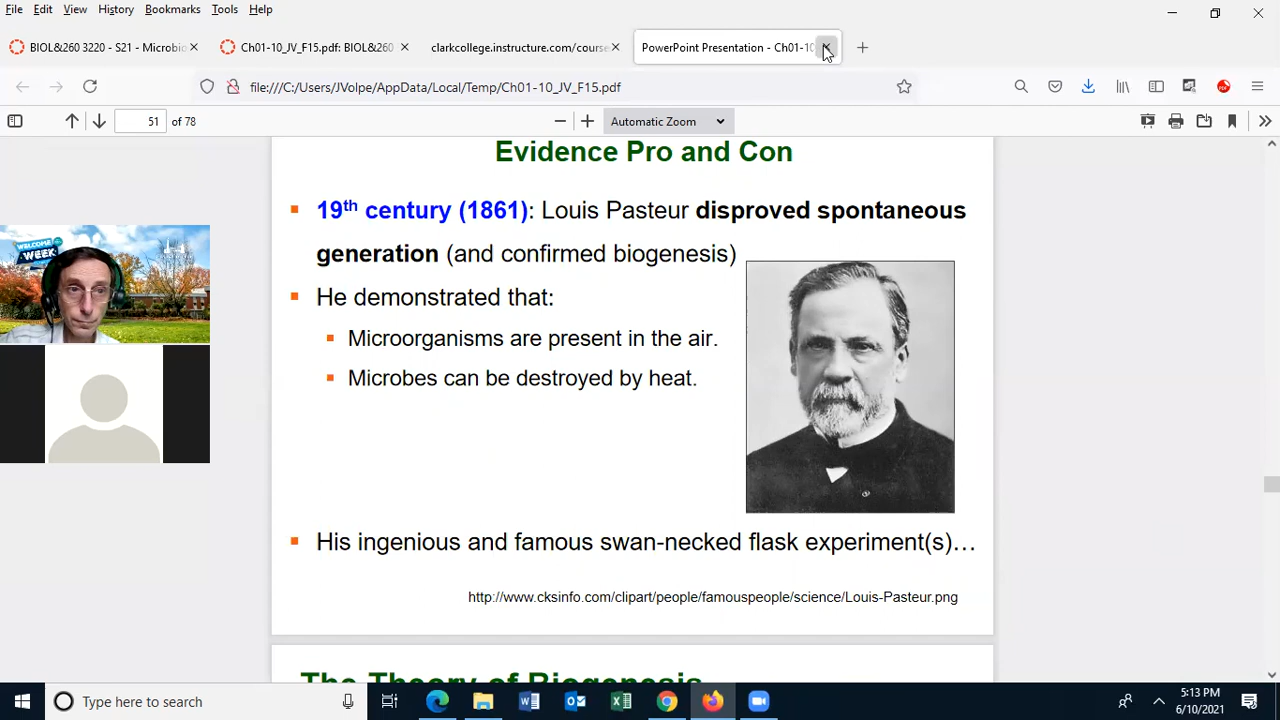 File Edit View History Bookmarks Tools Help
BIOL&260 3220 - S21 - Microbio
Ch01-10_JV_F15.pdf: BIOL&260
clarkcollege.instructure.com/course
PowerPoint Presentation - Ch01-10
file:///C:/Users/JVolpe/AppData/Local/Temp/Ch01-10_JV_F15.pdf
51 of 78
Automatic Zoom
Evidence Pro and Con
19th century (1861): Louis Pasteur disproved spontaneous
generation (and confirmed biogenesis)
He demonstrated that:
Microorganisms are present in the air.
Microbes can be destroyed by heat.
WELCOME
WEEK
His ingenious and famous swan-necked flask experiment(s)…
http://www.cksinfo.com/clipart/people/famouspeople/science/Louis-Pasteur.png
The Theory of Biogenesis
Type here to search
5:13 PM
6/10/2021